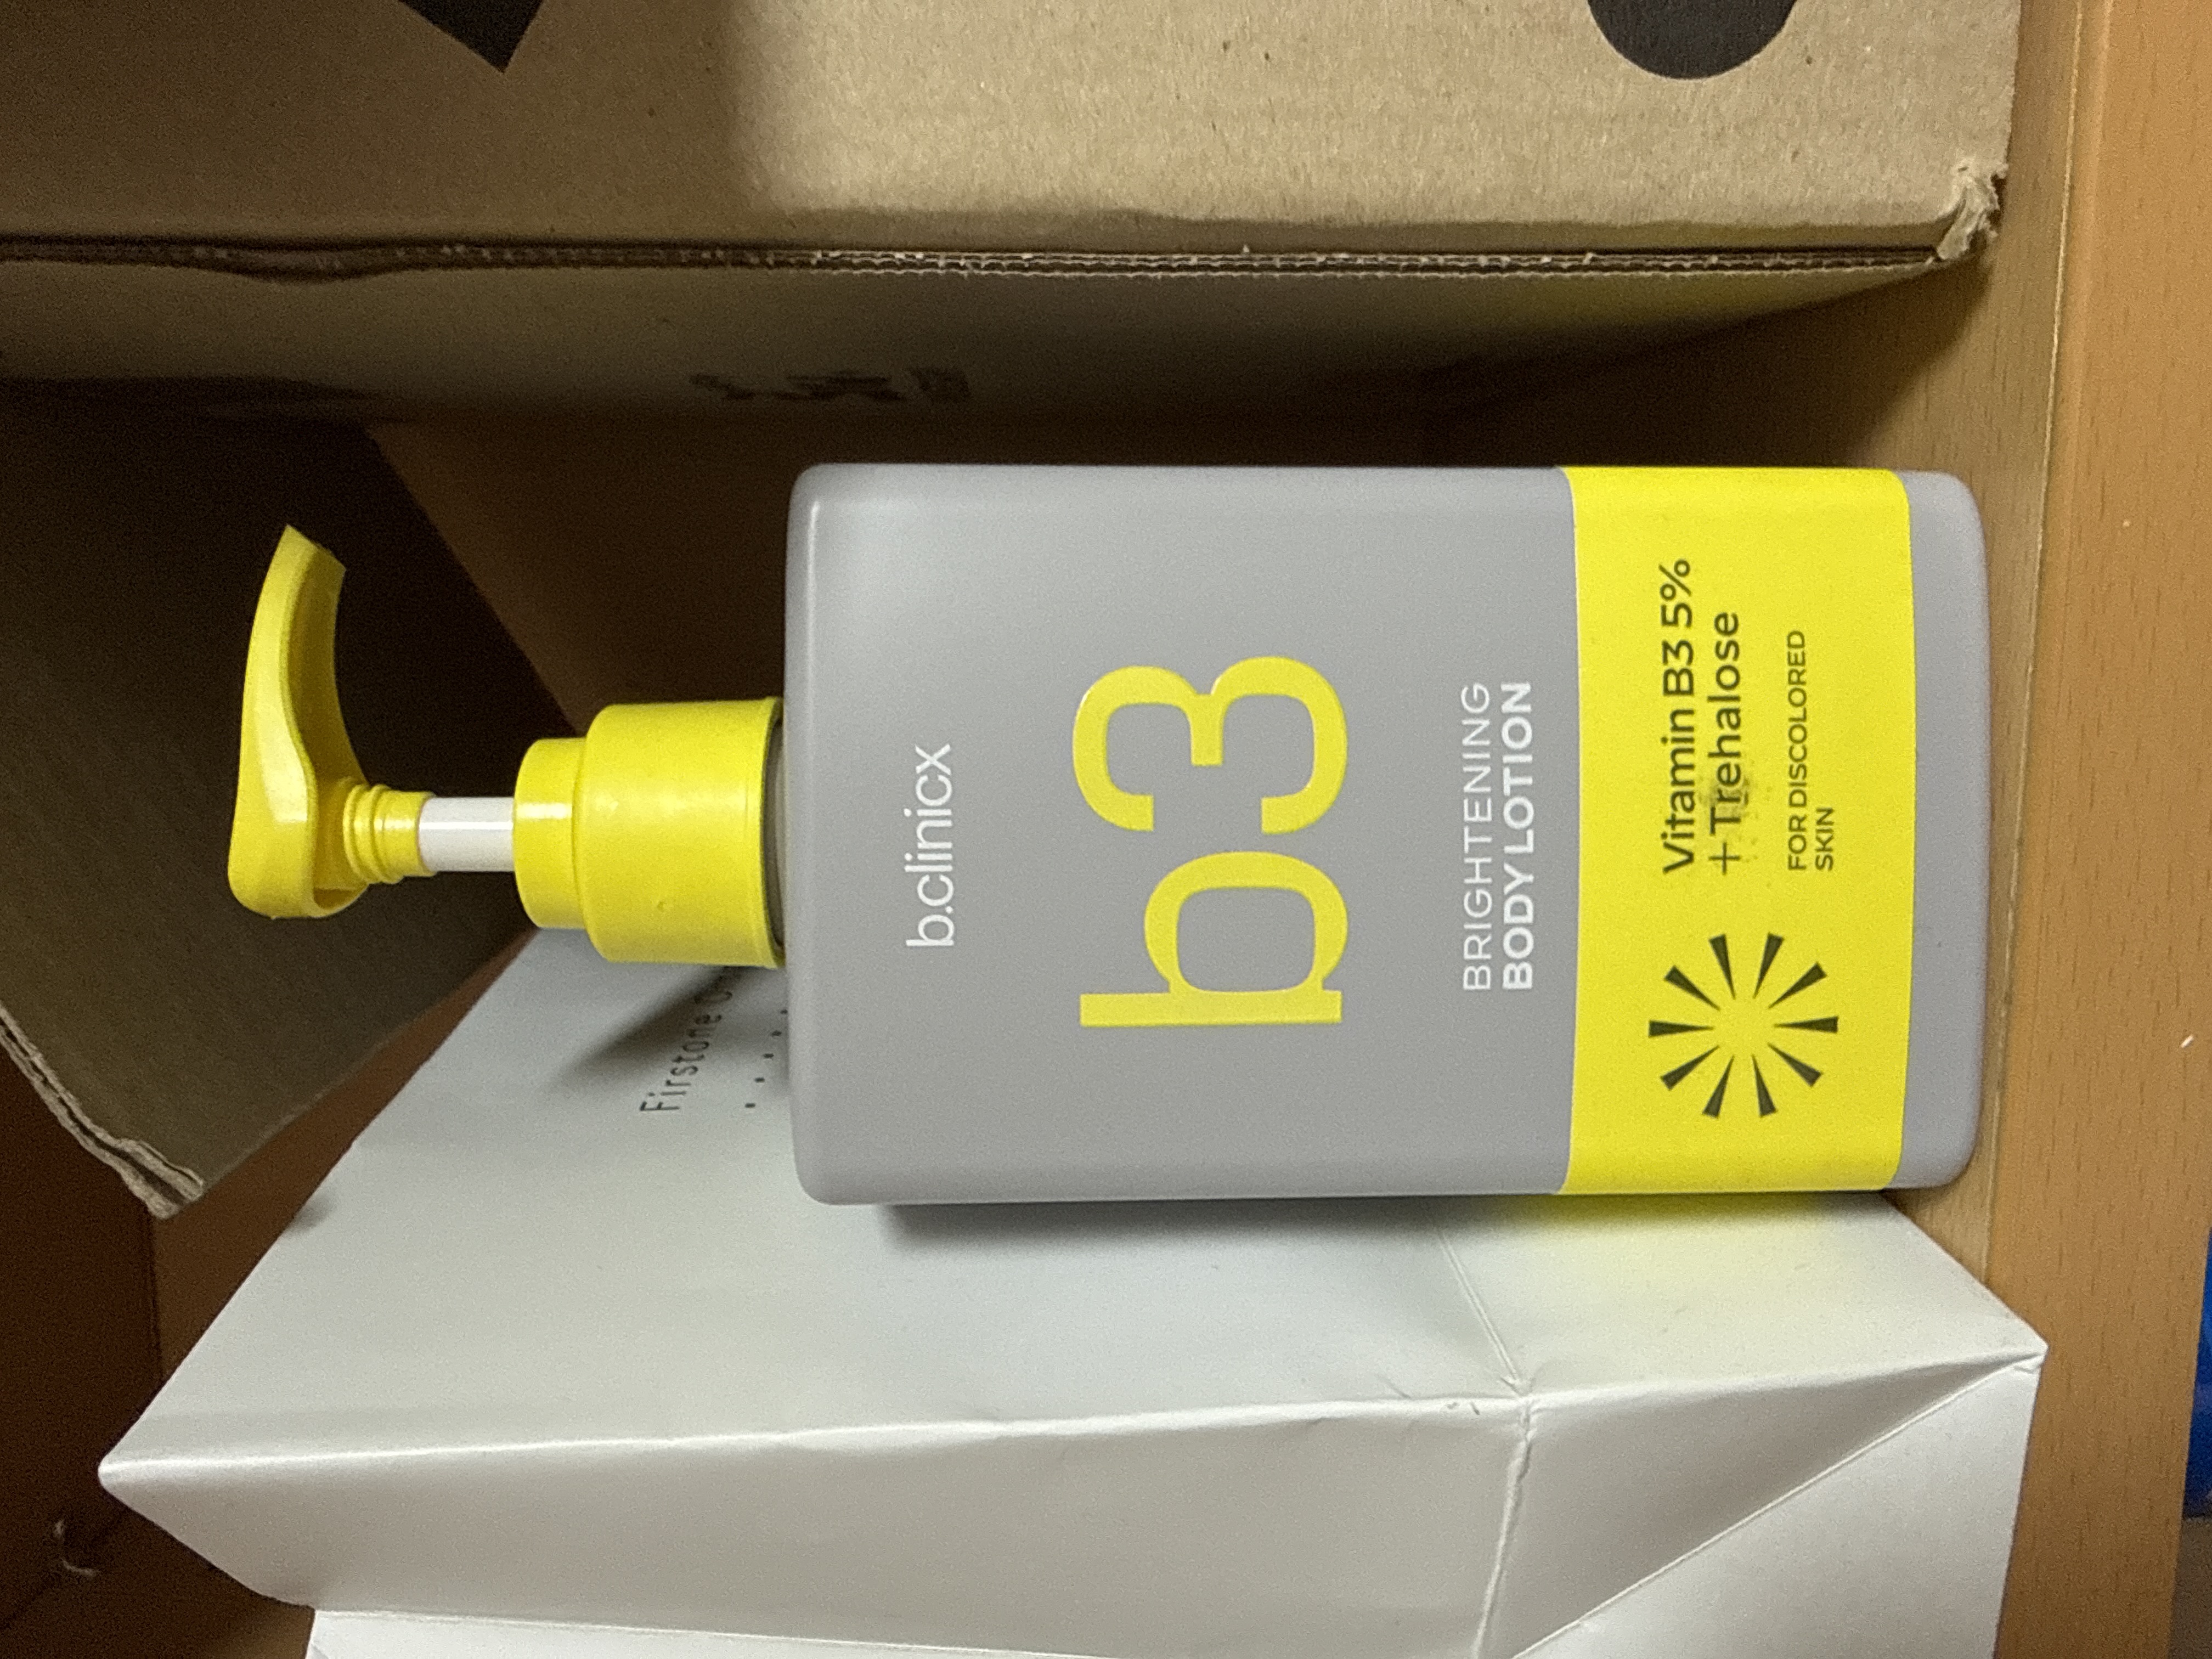 b.clinicx
b3
BRIGHTENING
BODY LOTION
Vitamin B3 5%
+ Trehalose
FOR DISCOLORED
SKIN
Firstone